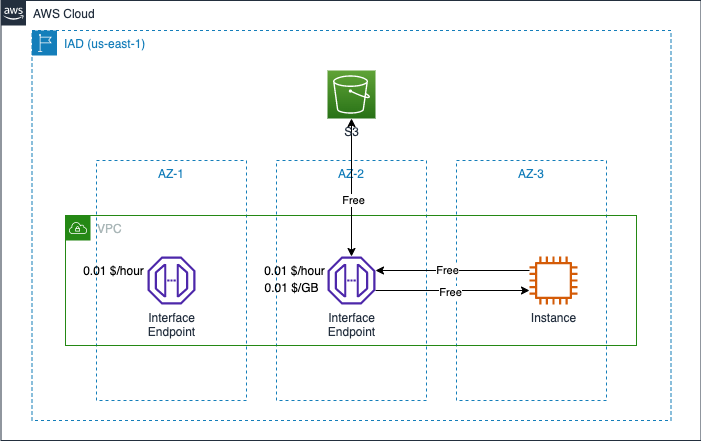 aws
AWS Cloud
IAD (us-east-1)
S3
AZ-1
AZ-2
AZ-3
Free
VPC
0.01 $/hour
0.01 $/hour
0.01 $/GB
Free
Free
Interface
Endpoint
Interface
Endpoint
Instance